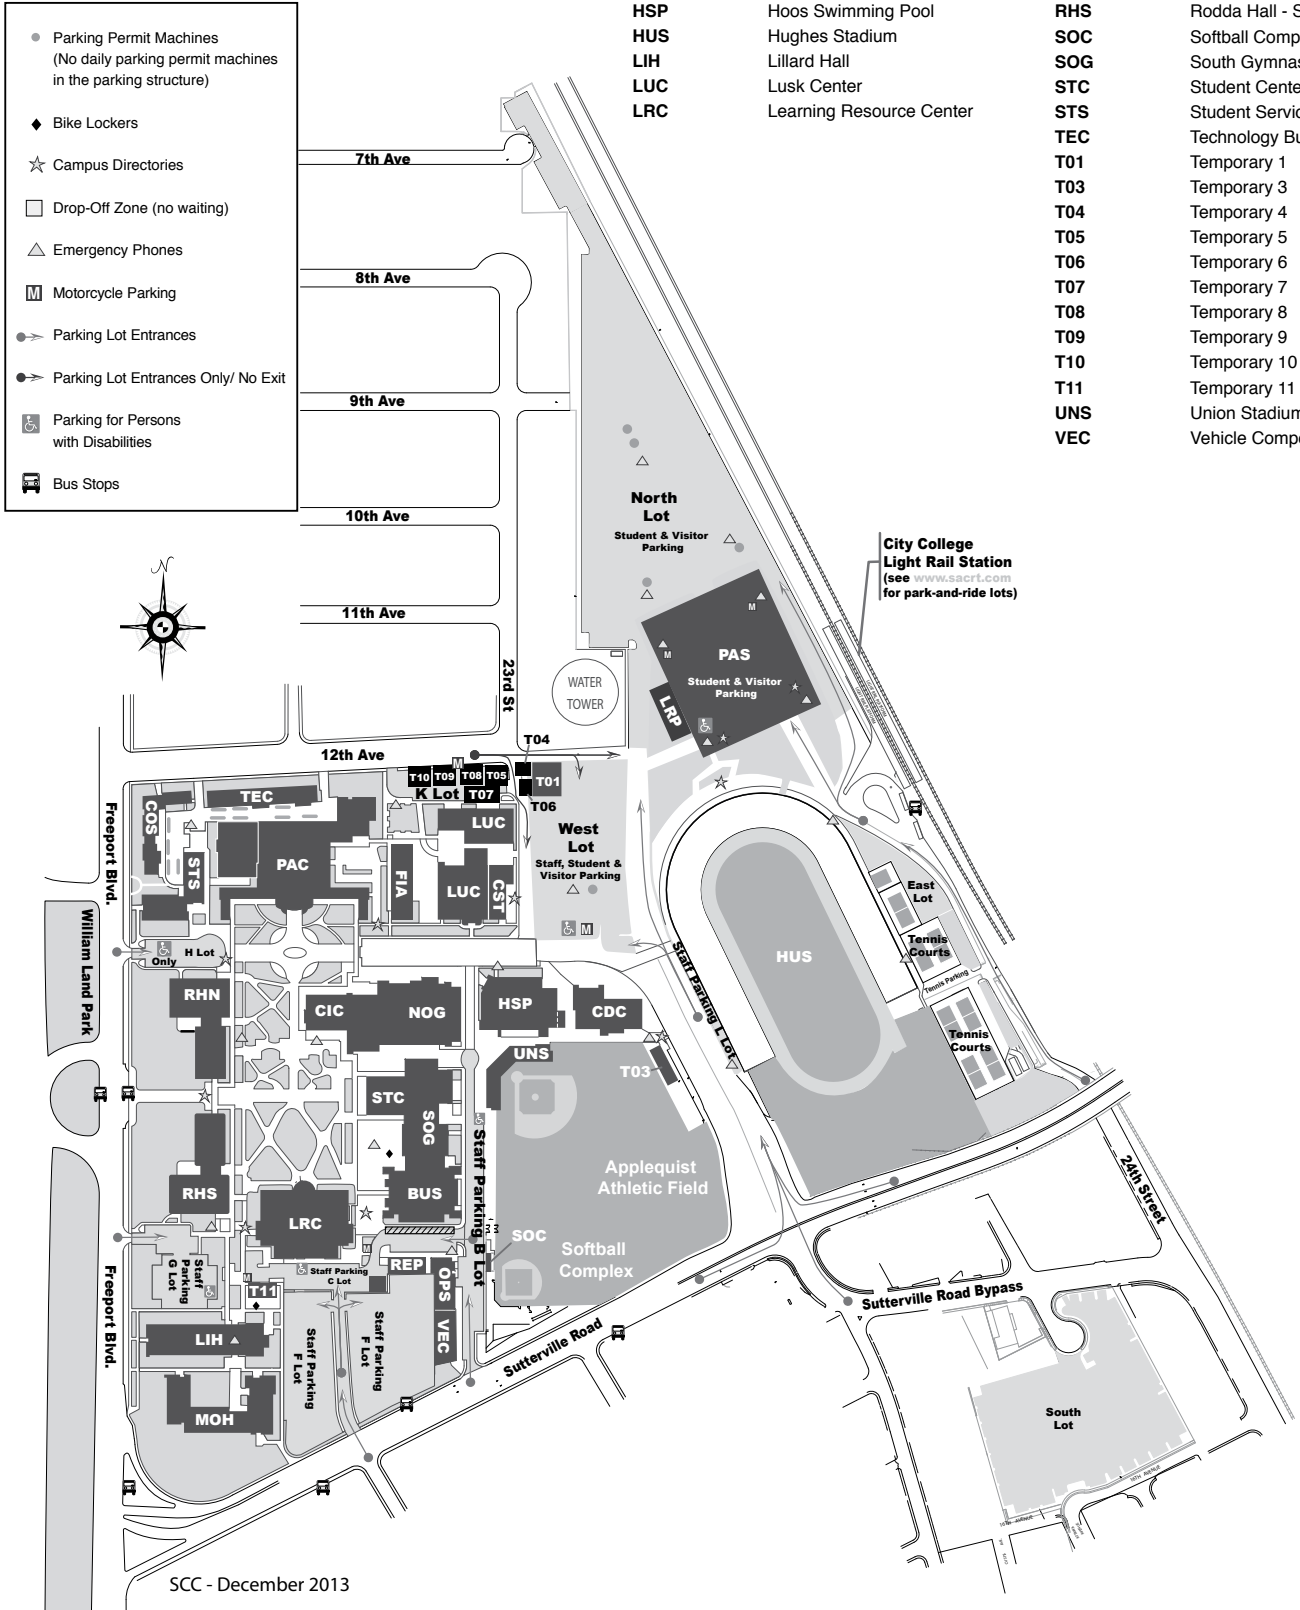 HSP Hoos Swimming Pool
HUS Hughes Stadium
LIH Lillard Hall
LUC Lusk Center
LRC Learning Resource Center
RHS Rodda Hall - S
SOC Softball Comp
SOG South Gymnas
STC Student Cente
STS Student Servic
TEC Technology Bu
T01 Temporary 1
T03 Temporary 3
T04 Temporary 4
T05 Temporary 5
T06 Temporary 6
T07 Temporary 7
T08 Temporary 8
T09 Temporary 9
T10 Temporary 10
T11 Temporary 11
UNS Union Stadium
VEC Vehicle Compo
Parking Permit Machines
(No daily parking permit machines
in the parking structure)
Bike Lockers
Campus Directories
Drop-Off Zone (no waiting)
Emergency Phones
M Motorcycle Parking
Parking Lot Entrances
Parking Lot Entrances Only/ No Exit
Parking for Persons
with Disabilities
Bus Stops
N
7th Ave
8th Ave
9th Ave
10th Ave
11th Ave
23rd St
12th Ave
North
Lot
Student & Visitor
Parking
City College
Light Rail Station
(see www.sacrt.com
for park-and-ride lots)
WATER
TOWER
PAS
Student & Visitor
Parking
M
M
LRP
T04
T10
T09
M
T08
T05
T01
K Lot
T07
T06
COS
TEC
LUC
West
Lot
Staff, Student &
Visitor Parking
M
STS
PAC
FIA
LUC
CST
East
Lot
Tennis
Courts
Tennis Parking
Tennis
Courts
HUS
Staff Parking L Lot
Freeport Blvd.
William Land Park
Only
H Lot
RHN
CIC
NOG
HSP
CDC
UNS
T03
STC
SOG
Staff Parking B Lot
Applequist
Athletic Field
RHS
LRC
BUS
SOC
Softball
Complex
M
REP
OPS
VEC
Staff Parking
C Lot
Staff
Parking
G Lot
M
T11
LIH
Staff Parking
F Lot
Staff Parking
F Lot
MOH
Freeport Blvd.
Sutterville Road
Sutterville Road Bypass
24th Street
South
Lot
16TH AVENUE
16TH AVENUE
SCC - December 2013